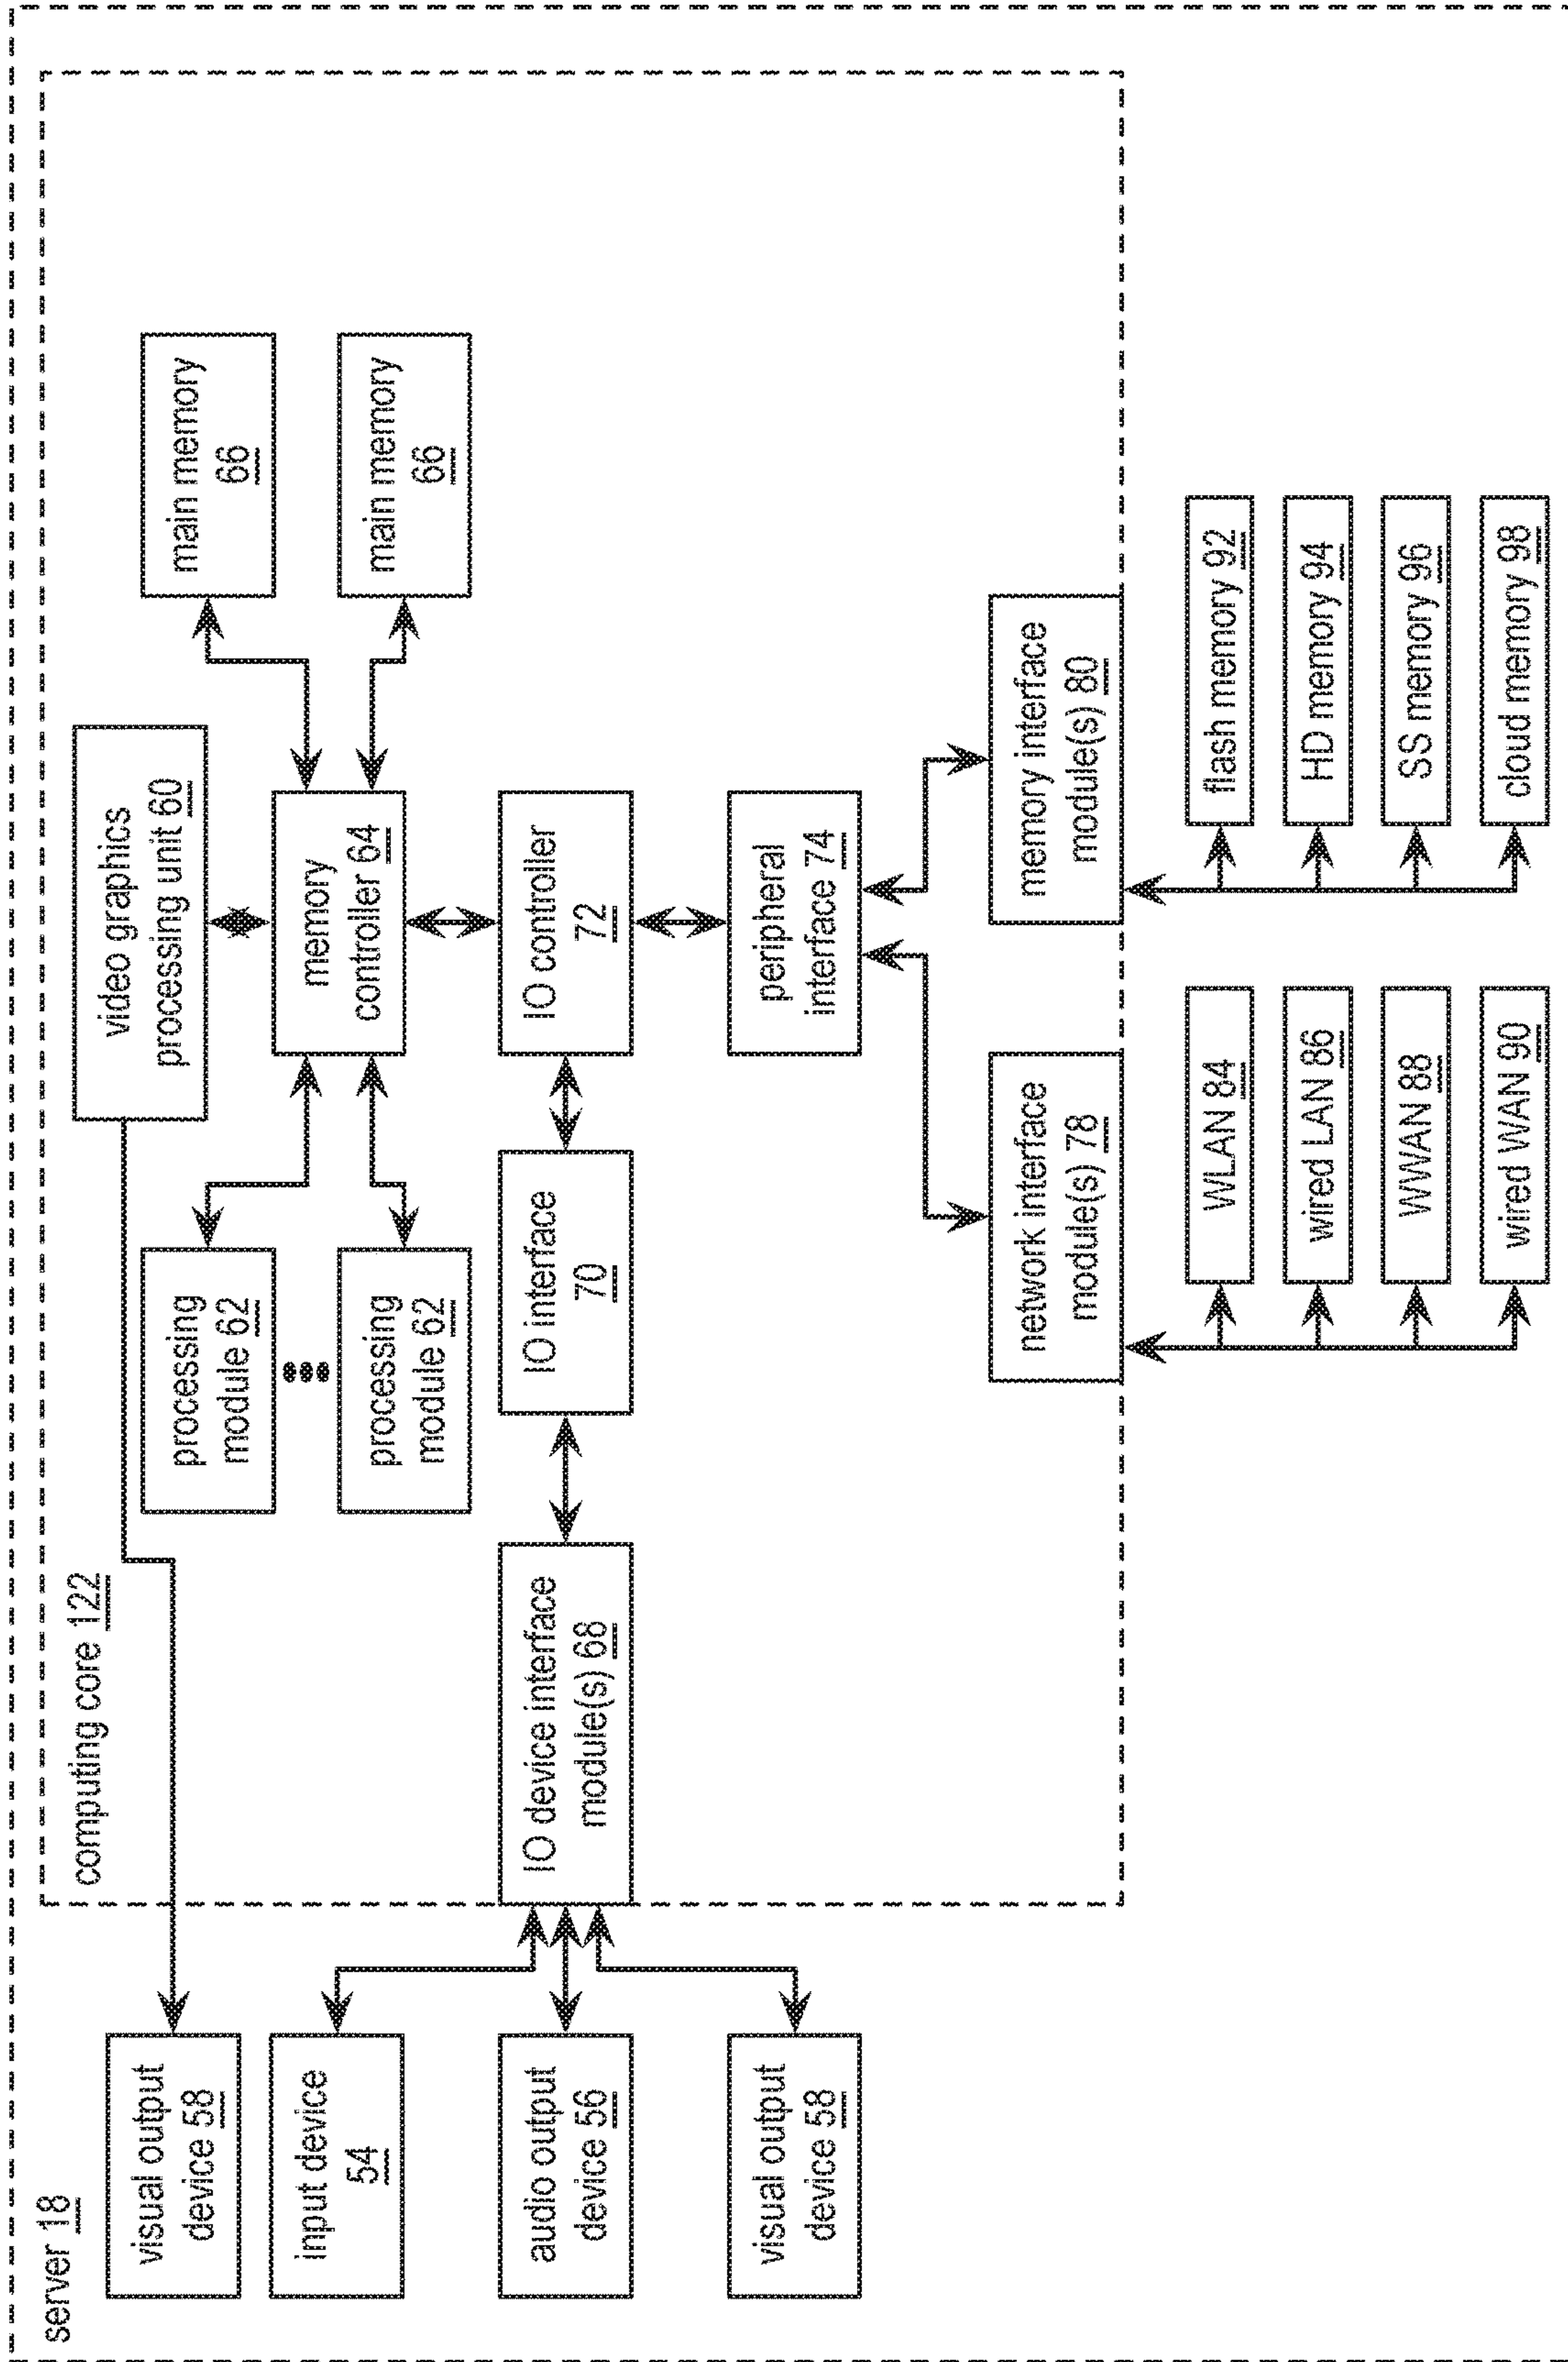 server 18
computing core 122
visual output
device 58
input device
54
audio output
device 56
visual output
device 58
video graphics
processing unit 60
processing
module 62
processing
module 62
memory
controller 64
main memory
66
main memory
66
IO device interface
module(s) 68
IO interface
70
IO controller
72
peripheral
interface 74
network interface
module(s) 78
memory interface
module(s) 80
WLAN 84
wired LAN 86
WWAN 88
wired WAN 90
flash memory 92
HD memory 94
SS memory 96
cloud memory 98